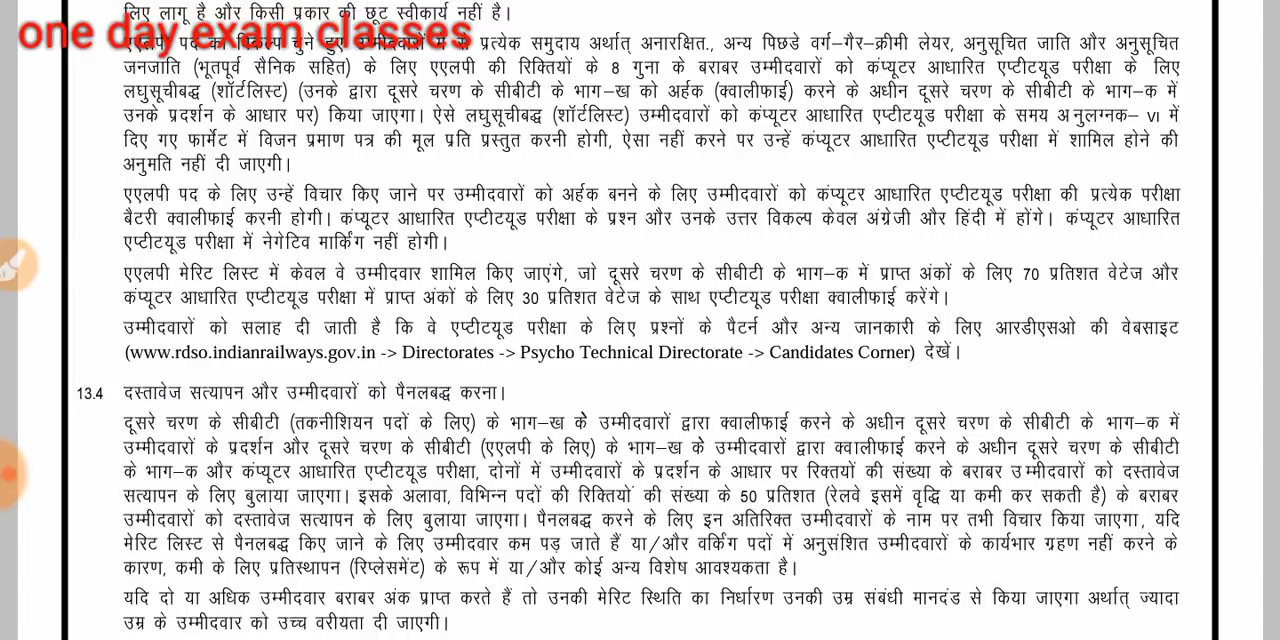 लिए लागू है और किसी प्रकार की छूट स्वीकार्य नहीं है।
one day exam classes
एएलपी पद का विकल्प चुने हुए उम्मीदवारों में से प्रत्येक समुदाय अर्थात् अनारक्षित., अन्य पिछडे वर्ग–गैर–क्रीमी लेयर, अनुसूचित जाति और अनुसूचित
जनजाति (भूतपूर्व सैनिक सहित) के लिए एएलपी की रिक्तियों के 8 गुना के बराबर उम्मीदवारों को कंप्यूटर आधारित एप्टीटयूड परीक्षा के लिए
लघुसूचीबद्ध (शॉर्टलिस्ट) (उनके द्वारा दूसरे चरण के सीबीटी के भाग–ख को अर्हक (क्वालीफाई) करने के अधीन दूसरे चरण के सीबीटी के भाग–क में
उनके प्रदर्शन के आधार पर) किया जाएगा। ऐसे लघुसूचीबद्ध (शॉर्टलिस्ट) उम्मीदवारों को कंप्यूटर आधारित एप्टीटयूड परीक्षा के समय अनुलग्नक– VI में
दिए गए फार्मेट में विजन प्रमाण पत्र की मूल प्रति प्रस्तुत करनी होगी, ऐसा नहीं करने पर उन्हें कंप्यूटर आधारित एप्टीटयूड परीक्षा में शामिल होने की
अनुमति नहीं दी जाएगी।
एएलपी पद के लिए उन्हें विचार किए जाने पर उम्मीदवारों को अर्हक बनने के लिए उम्मीदवारों को कंप्यूटर आधारित एप्टीटयूड परीक्षा की प्रत्येक परीक्षा
बैटरी क्वालीफाई करनी होगी। कंप्यूटर आधारित एप्टीटयूड परीक्षा के प्रश्न और उनके उत्तर विकल्प केवल अंग्रेजी और हिंदी में होंगे। कंप्यूटर आधारित
एप्टीटयूड परीक्षा में नेगेटिव मार्किंग नहीं होगी।
एएलपी मेरिट लिस्ट में केवल वे उम्मीदवार शामिल किए जाएंगे, जो दूसरे चरण के सीबीटी के भाग–क में प्राप्त अंकों के लिए 70 प्रतिशत वेटेज और
कंप्यूटर आधारित एप्टीटयूड परीक्षा में प्राप्त अंकों के लिए 30 प्रतिशत वेटेज के साथ एप्टीटयूड परीक्षा क्वालीफाई करेंगे।
उम्मीदवारों को सलाह दी जाती है कि वे एप्टीटयूड परीक्षा के लिए प्रश्नों के पैटर्न और अन्य जानकारी के लिए आरडीएसओ की वेबसाइट
(www.rdso.indianrailways.gov.in -> Directorates -> Psycho Technical Directorate -> Candidates Corner) देखें।
13.4 दस्तावेज सत्यापन और उम्मीदवारों को पैनलबद्ध करना।
दूसरे चरण के सीबीटी (तकनीशियन पदों के लिए) के भाग–ख के उम्मीदवारों द्वारा क्वालीफाई करने के अधीन दूसरे चरण के सीबीटी के भाग–क में
उम्मीदवारों के प्रदर्शन और दूसरे चरण के सीबीटी (एएलपी के लिए) के भाग–ख के उम्मीदवारों द्वारा क्वालीफाई करने के अधीन दूसरे चरण के सीबीटी
के भाग–क और कंप्यूटर आधारित एप्टीटयूड परीक्षा, दोनों में उम्मीदवारों के प्रदर्शन के आधार पर रिक्तयों की संख्या के बराबर उम्मीदवारों को दस्तावेज
सत्यापन के लिए बुलाया जाएगा। इसके अलावा, विभिन्न पदों की रिक्तियों की संख्या के 50 प्रतिशत (रेलवे इसमें वृद्धि या कमी कर सकती है) के बराबर
उम्मीदवारों को दस्तावेज सत्यापन के लिए बुलाया जाएगा। पैनलबद्ध करने के लिए इन अतिरिक्त उम्मीदवारों के नाम पर तभी विचार किया जाएगा, यदि
मेरिट लिस्ट से पैनलबद्ध किए जाने के लिए उम्मीदवार कम पड़ जाते हैं या/और वर्किंग पदों में अनुसंशित उम्मीदवारों के कार्यभार ग्रहण नहीं करने के
कारण, कमी के लिए प्रतिस्थापन (रिप्लेसमेंट) के रूप में या/और कोई अन्य विशेष आवश्यकता है।
यदि दो या अधिक उम्मीदवार बराबर अंक प्राप्त करते हैं तो उनकी मेरिट स्थिति का निर्धारण उनकी उम्र संबंधी मानदंड से किया जाएगा अर्थात् ज्यादा
उम्र के उम्मीदवार को उच्च वरीयता दी जाएगी।